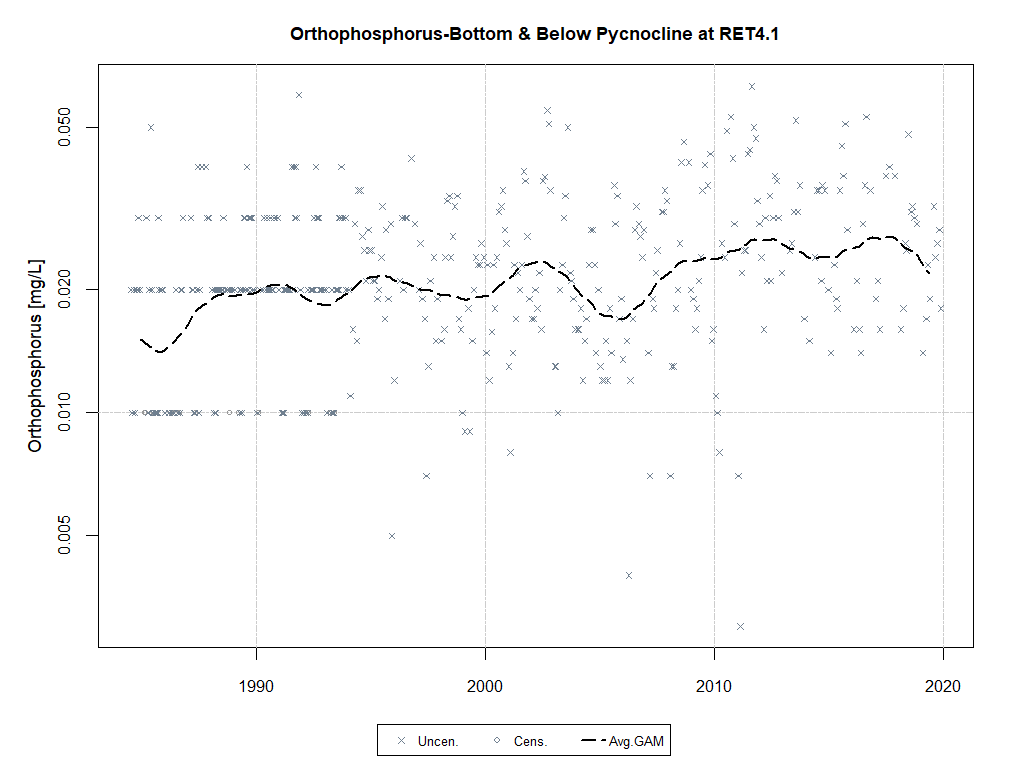 Orthophosphorus-Bottom & Below Pycnocline at RET4.1
Orthophosphorus [mg/L]
0.050
0.020
0.010
0.005
1990 2000 2010 2020
Uncen. Cens. Avg.GAM